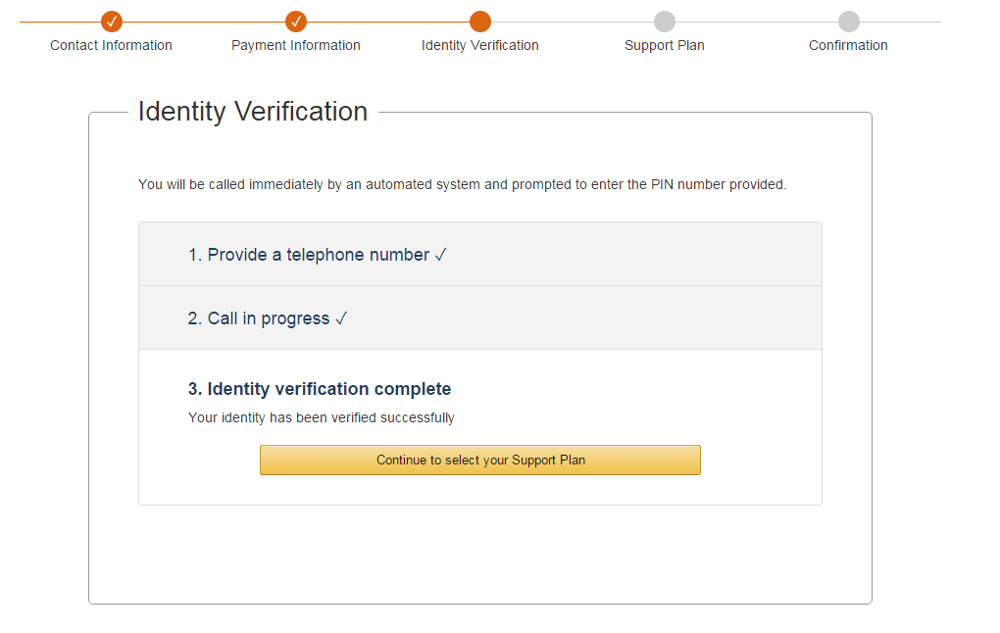 Contact Information
Payment Information
Identity Verification
Support Plan
Confirmation
Identity Verification
You will be called immediately by an automated system and prompted to enter the PIN number provided.
1. Provide a telephone number ✓
2. Call in progress ✓
3. Identity verification complete
Your identity has been verified successfully
Continue to select your Support Plan